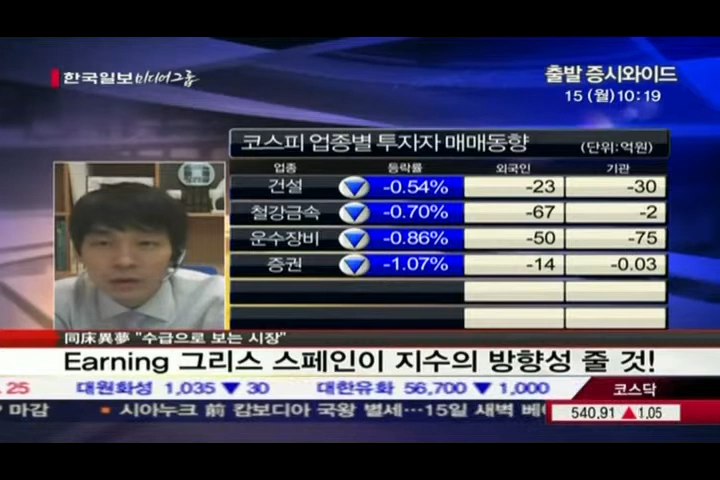 한국일보 미디어그룹
출발 증시와이드
15 (월) 10:19
코스피 업종별 투자자 매매동향 (단위:억원)
업종 등락률 외국인 기관
건설 ▼ -0.54% -23 -30
철강금속 ▼ -0.70% -67 -2
운수장비 ▼ -0.86% -50 -75
증권 ▼ -1.07% -14 -0.03
同床異夢 "수급으로 보는 시장"
Earning 그리스 스페인이 지수의 방향성 줄 것!
25 대원화성 1,035 ▼ 30 대한유화 56,700 ▼ 1,000 코스닥
마감 ▪ 시아누크 前 캄보디아 국왕 별세…15일 새벽 540.91 ▲1.05